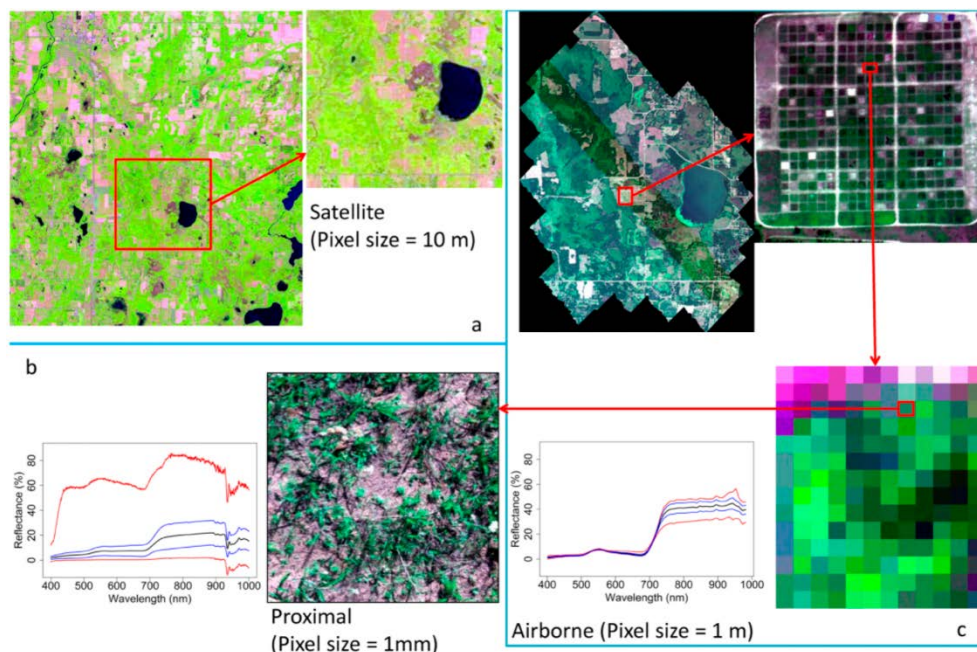 Satellite
(Pixel size = 10 m)
a
b
Reflectance (%)
80
60
40
20
0
400 500 600 700 800 900 1000
Wavelength (nm)
Proximal
(Pixel size = 1mm)
Reflectance (%)
80
60
40
20
0
400 500 600 700 800 900 1000
Wavelength (nm)
Airborne (Pixel size = 1 m)
c